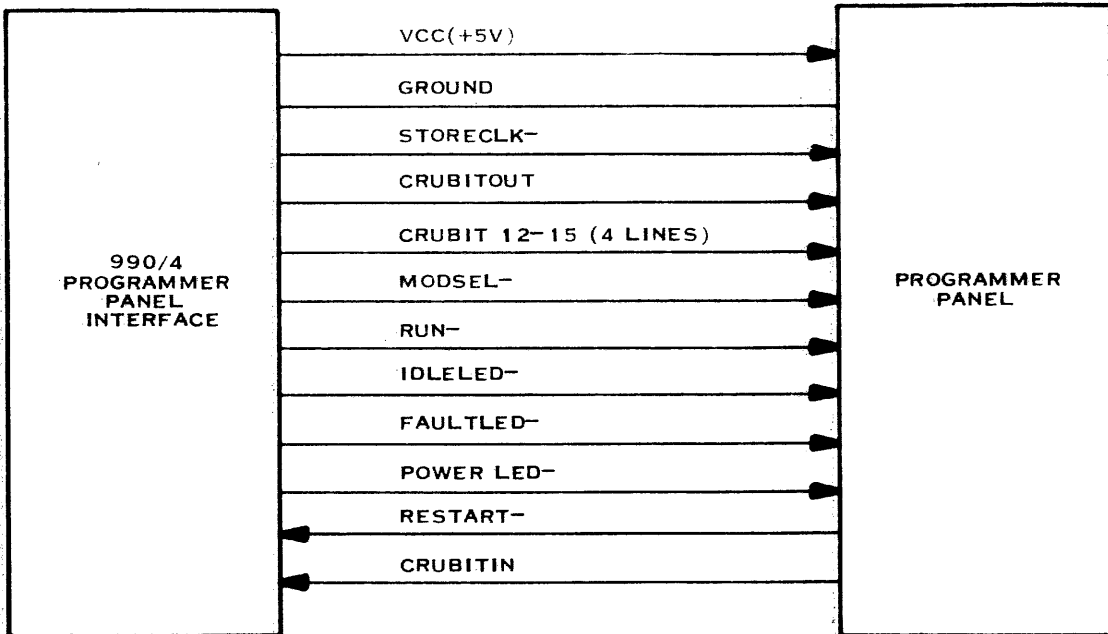 VCC(+5V)
GROUND
STORECLK-
CRUBITOUT
CRUBIT 12-15 (4 LINES)
990/4
PROGRAMMER
PANEL
INTERFACE
MODSEL-
PROGRAMMER
PANEL
RUN-
IDLELED-
FAULTLED-
POWER LED-
RESTART-
CRUBITIN